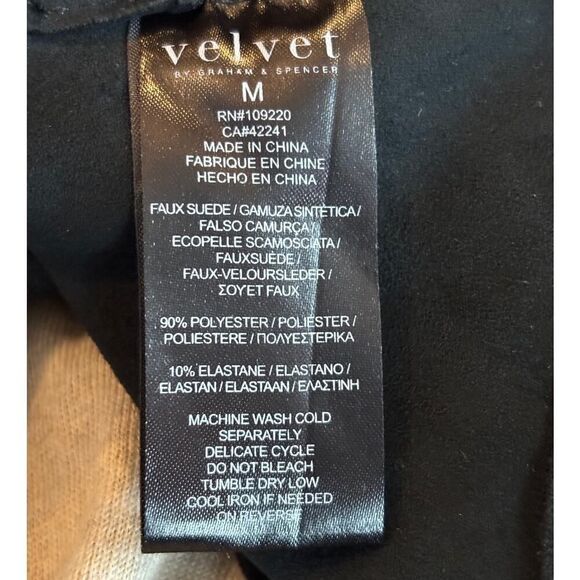 velvet
BY GRAHAM & SPENCER
M
RN#109220
CA#42241
MADE IN CHINA
FABRIQUE EN CHINE
HECHO EN CHINA
FAUX SUEDE / GAMUZA SINTETICA /
FALSO CAMURÇA /
ECOPELLE SCAMOSCIATA /
FAUXSUÈDE /
FAUX-VELOURSLEDER /
ΣΟΥΕΤ FAUX
90% POLYESTER / POLIÉSTER /
POLIESTERE / ΠΟΛΥΕΣΤΕΡΙΚΑ
10% ELASTANE / ELASTANO /
ELASTAN / ELASTAAN / ΕΛΑΣΤΙΝΗ
MACHINE WASH COLD
SEPARATELY
DELICATE CYCLE
DO NOT BLEACH
TUMBLE DRY LOW
COOL IRON IF NEEDED
ON REVERSE